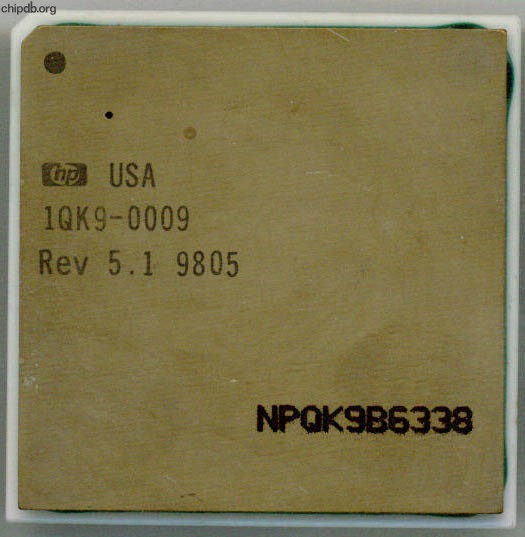 chipdb.org
hp USA
1QK9-0009
Rev 5.1 9805
NPQK9B6338